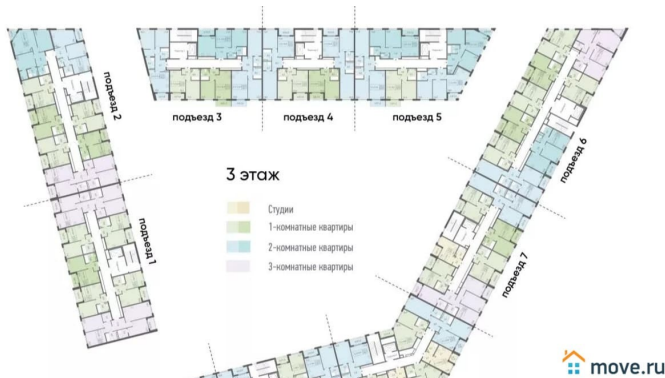 подъезд 2
подъезд 3
подъезд 4
подъезд 5
подъезд 6
3 этаж
Студии
1-комнатные квартиры
2-комнатные квартиры
3-комнатные квартиры
подъезд 1
подъезд 7
move.ru